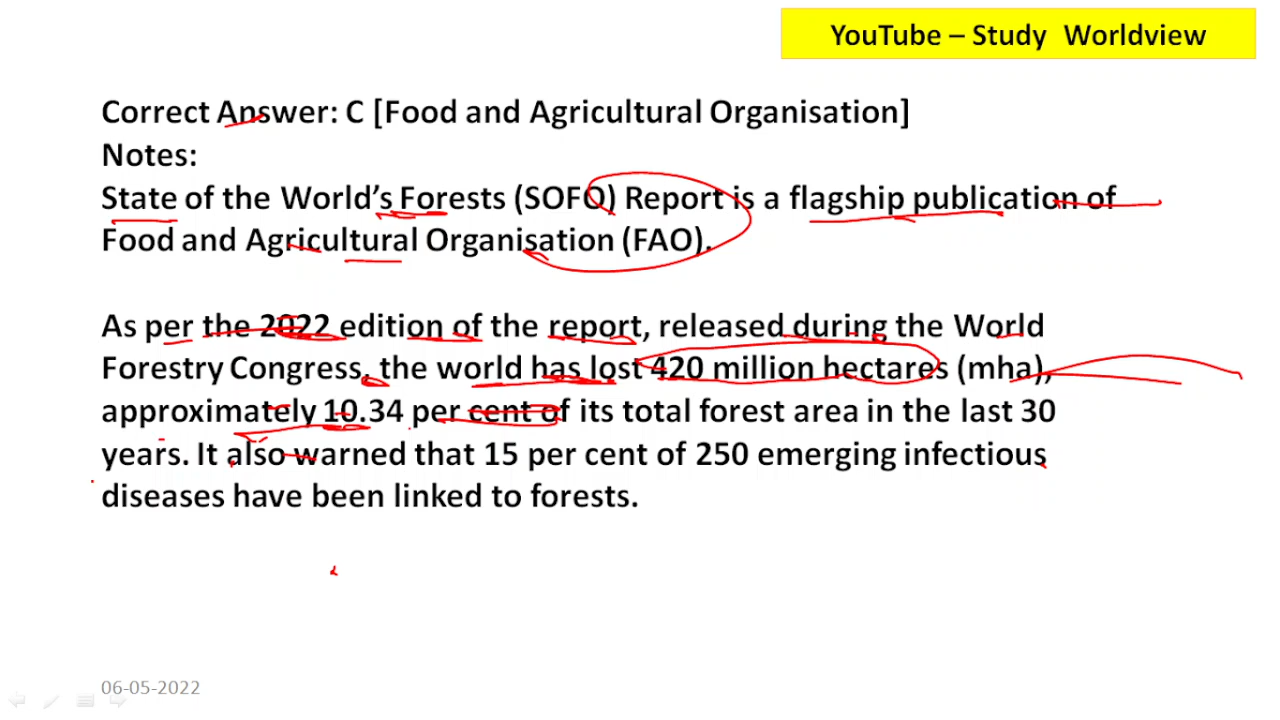 YouTube – Study Worldview
Correct Answer: C [Food and Agricultural Organisation]
Notes:
State of the World’s Forests (SOFO) Report is a flagship publication of
Food and Agricultural Organisation (FAO).
As per the 2022 edition of the report, released during the World
Forestry Congress, the world has lost 420 million hectares (mha),
approximately 10.34 per cent of its total forest area in the last 30
years. It also warned that 15 per cent of 250 emerging infectious
diseases have been linked to forests.
06-05-2022